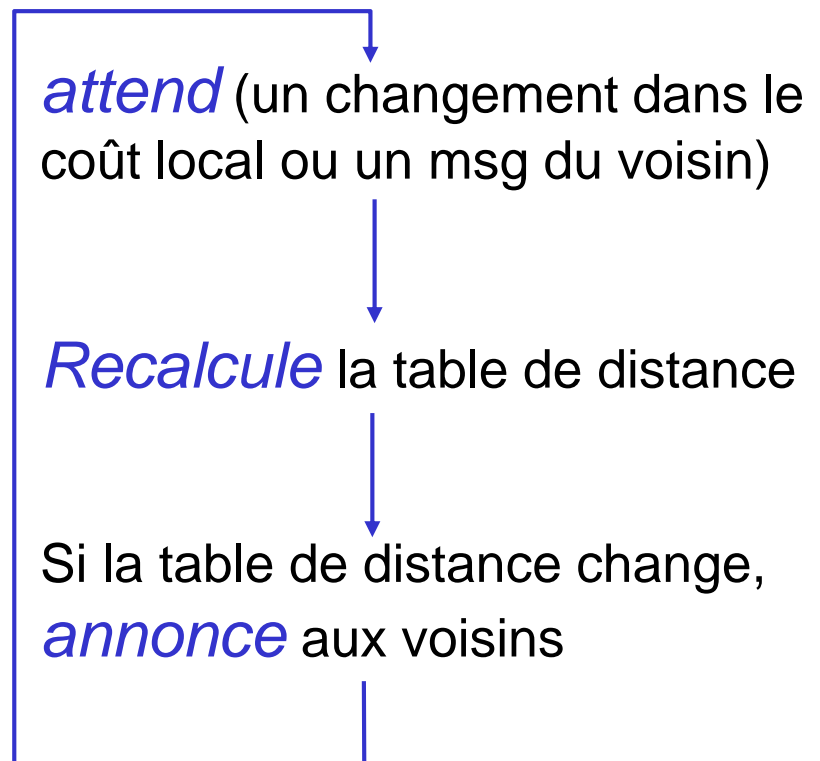 attend (un changement dans le
coût local ou un msg du voisin)
Recalcule la table de distance
Si la table de distance change,
annonce aux voisins